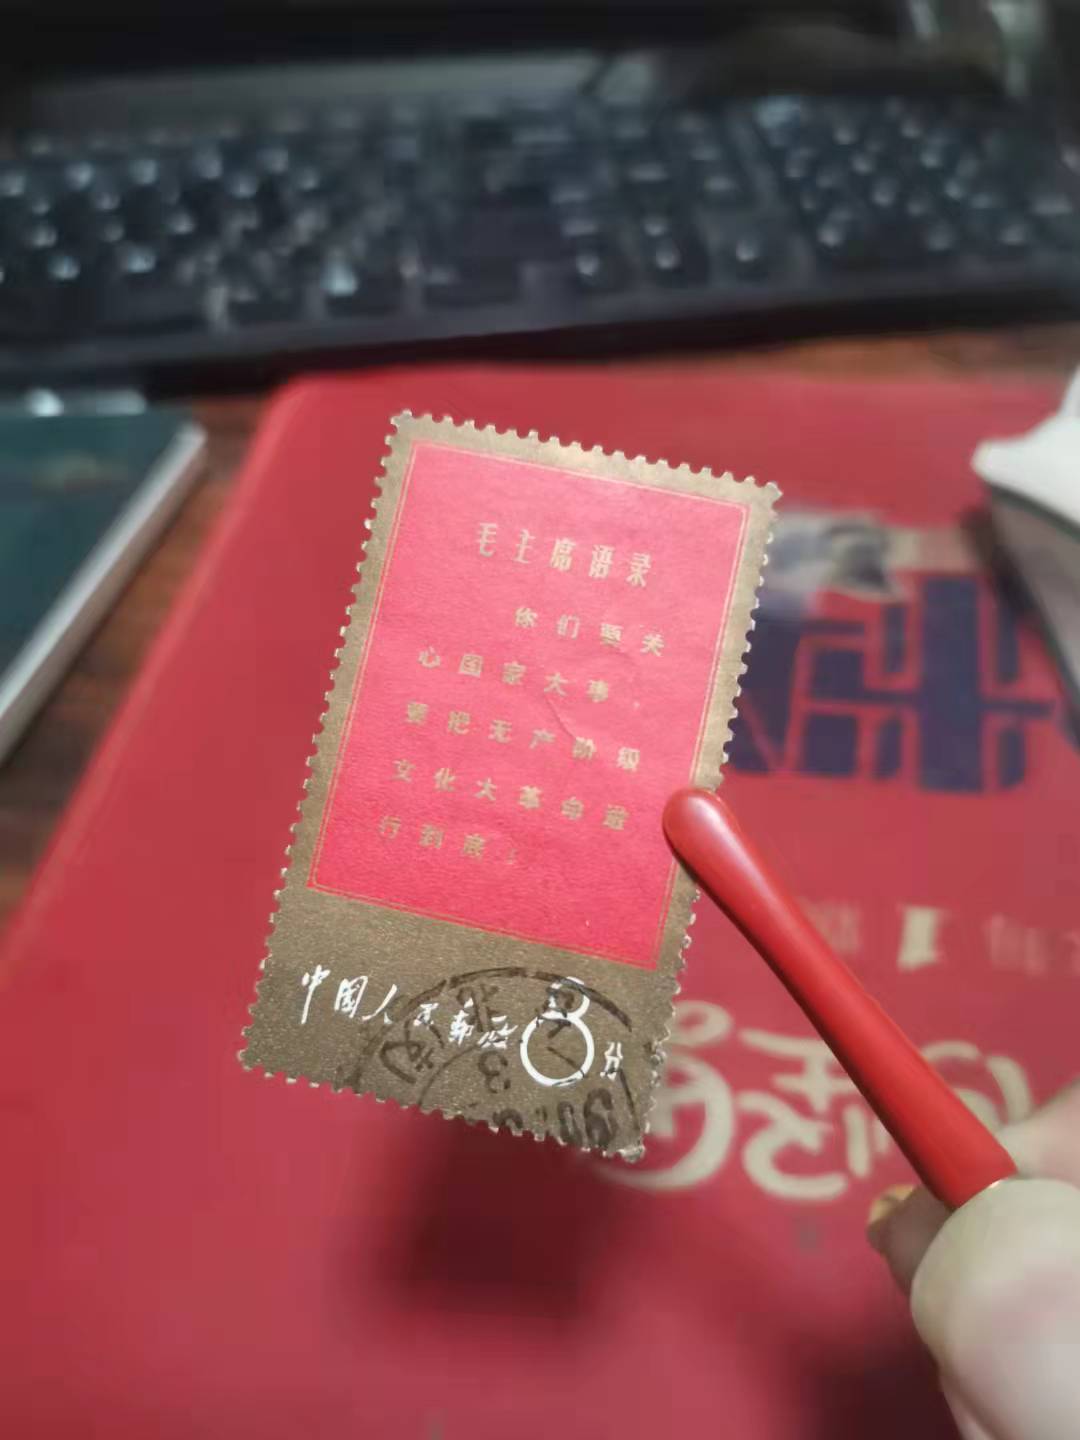 毛主席语录
你们要关
心国家大事，
要把无产阶级
文化大革命进
行到底！
中国人民邮政
8分
1